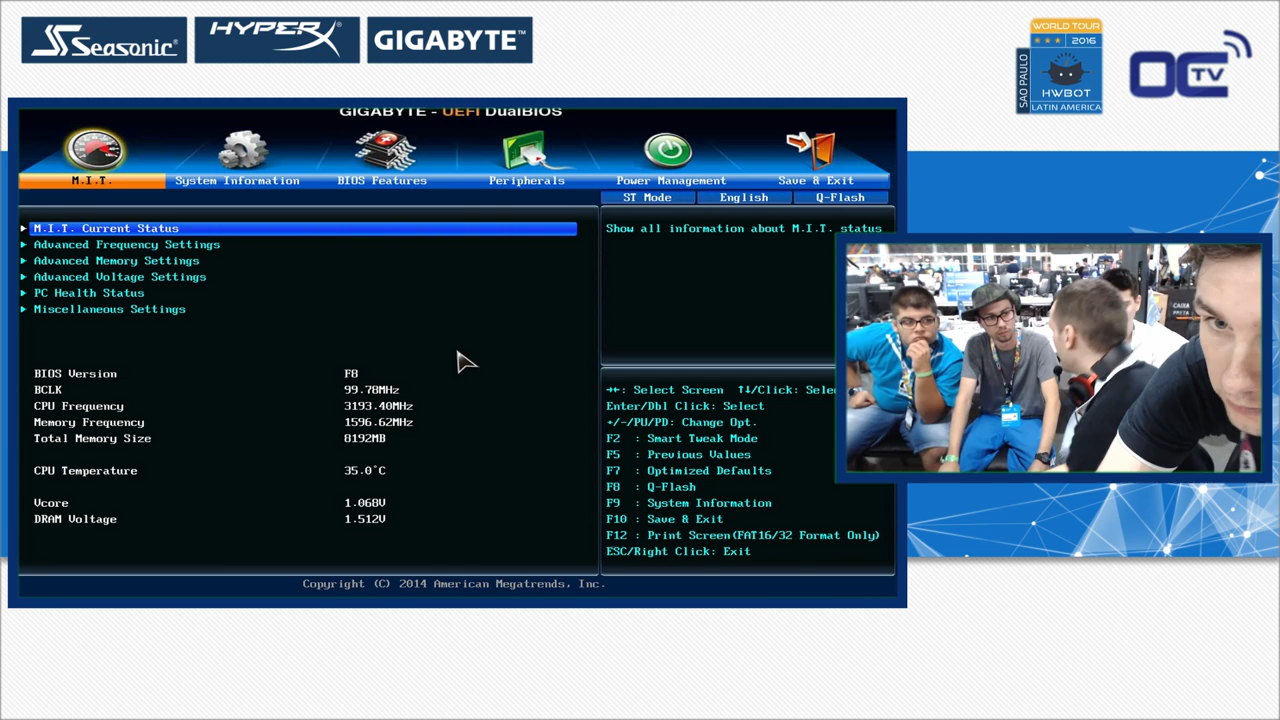 SEASONIC
HYPERX
GIGABYTE™
WORLD TOUR
2016
SAO PAULO
HWBOT
LATIN AMERICA
OCTV
GIGABYTE - UEFI DualBIOS
M.I.T. System Information BIOS Features Peripherals Power Management Save & Exit
ST Mode English Q-Flash
M.I.T. Current Status
Advanced Frequency Settings
Advanced Memory Settings
Advanced Voltage Settings
PC Health Status
Miscellaneous Settings
BIOS Version F8
BCLK 99.78MHz
CPU Frequency 3193.40MHz
Memory Frequency 1596.62MHz
Total Memory Size 8192MB
CPU Temperature 35.0°C
Vcore 1.068V
DRAM Voltage 1.512V
Show all information about M.I.T. status
→←: Select Screen ↑↓/Click: Sele
Enter/Dbl Click: Select
+/-/PU/PD: Change Opt.
F2 : Smart Tweak Mode
F5 : Previous Values
F7 : Optimized Defaults
F8 : Q-Flash
F9 : System Information
F10 : Save & Exit
F12 : Print Screen(FAT16/32 Format Only)
ESC/Right Click: Exit
Copyright (C) 2014 American Megatrends, Inc.
CAIXA
PRETA